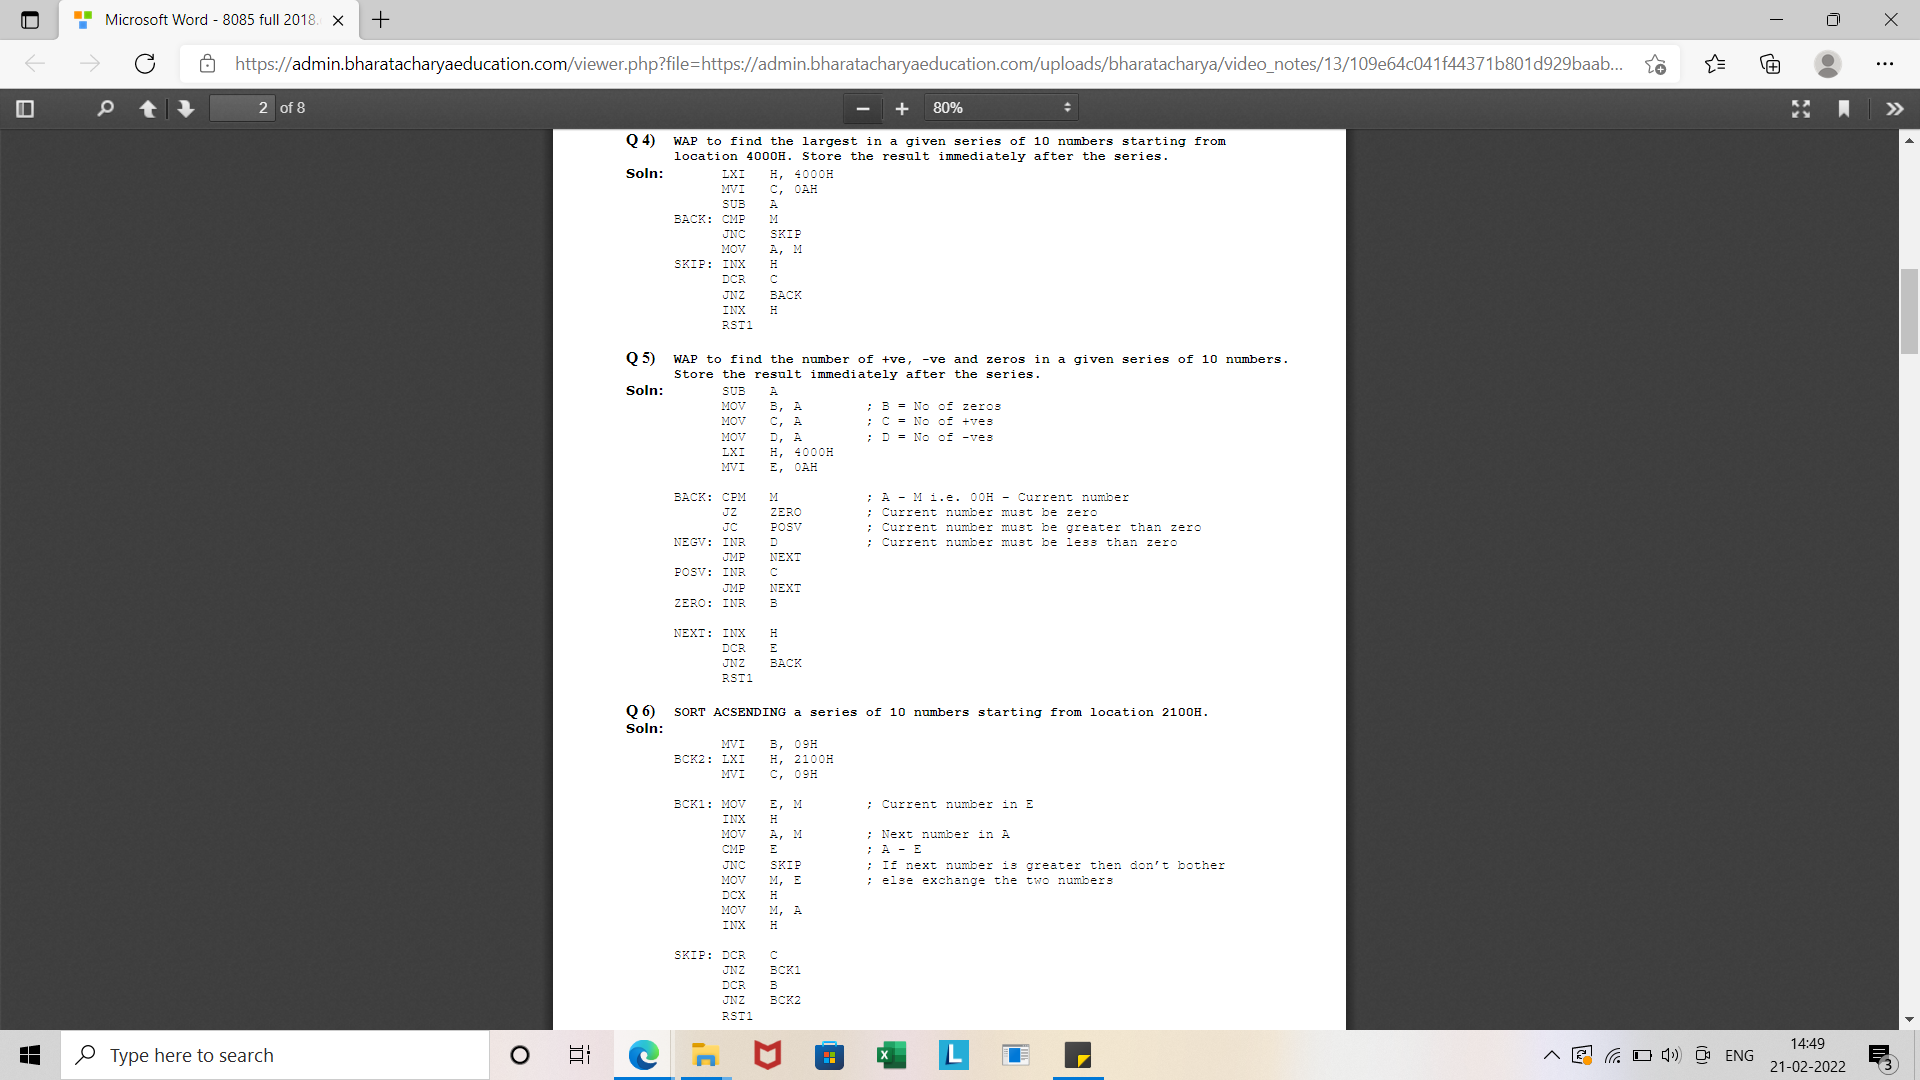 Microsoft Word - 8085 full 2018.
https://admin.bharatacharyaeducation.com/viewer.php?file=https://admin.bharatacharyaeducation.com/uploads/bharatacharya/video_notes/13/109e64c041f44371b801d929baab...
2 of 8
80%
Q 4) WAP to find the largest in a given series of 10 numbers starting from
location 4000H. Store the result immediately after the series.
Soln: LXI H, 4000H
MVI C, 0AH
SUB A
BACK: CMP M
JNC SKIP
MOV A, M
SKIP: INX H
DCR C
JNZ BACK
INX H
RST1
Q 5) WAP to find the number of +ve, -ve and zeros in a given series of 10 numbers.
Store the result immediately after the series.
Soln: SUB A
MOV B, A ; B = No of zeros
MOV C, A ; C = No of +ves
MOV D, A ; D = No of -ves
LXI H, 4000H
MVI E, 0AH
BACK: CPM M ; A - M i.e. 00H - Current number
JZ ZERO ; Current number must be zero
JC POSV ; Current number must be greater than zero
NEGV: INR D ; Current number must be less than zero
JMP NEXT
POSV: INR C
JMP NEXT
ZERO: INR B
NEXT: INX H
DCR E
JNZ BACK
RST1
Q 6) SORT ACSENDING a series of 10 numbers starting from location 2100H.
Soln:
MVI B, 09H
BCK2: LXI H, 2100H
MVI C, 09H
BCK1: MOV E, M ; Current number in E
INX H
MOV A, M ; Next number in A
CMP E ; A - E
JNC SKIP ; If next number is greater then don't bother
MOV M, E ; else exchange the two numbers
DCX H
MOV M, A
INX H
SKIP: DCR C
JNZ BCK1
DCR B
JNZ BCK2
RST1
Type here to search
L
ENG
14:49
21-02-2022
3